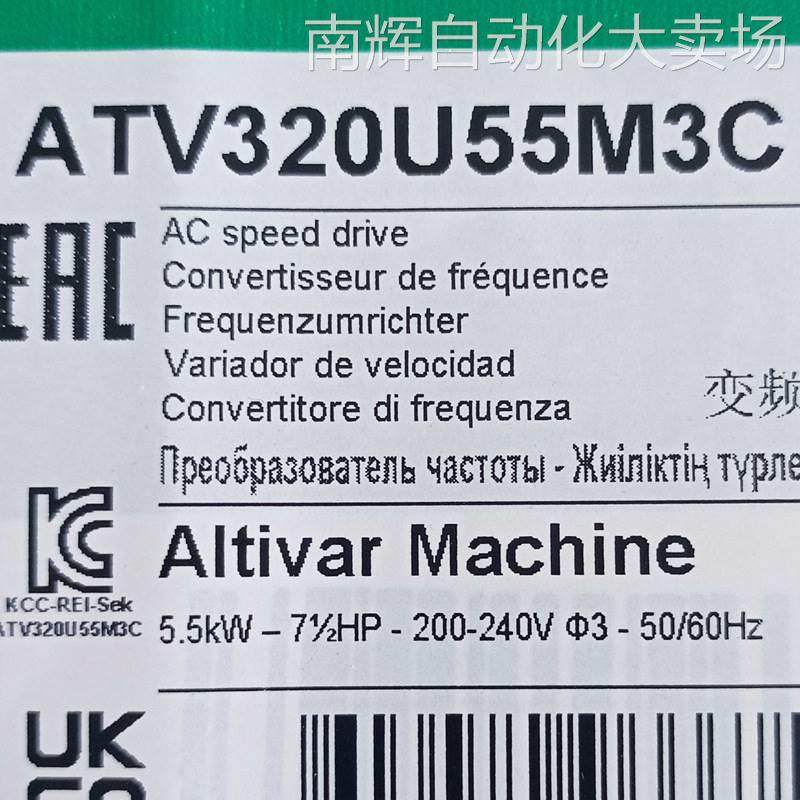 南辉自动化大卖场
ATV320U55M3C
EAC
AC speed drive
Convertisseur de fréquence
Frequenzumrichter
Variador de velocidad
Convertitore di frequenza
变频
Преобразователь частоты - Жиіліктің түрле
KCC-REI-Sek
ATV320U55M3C
Altivar Machine
5.5kW – 7½HP - 200-240V Φ3 - 50/60Hz
UK